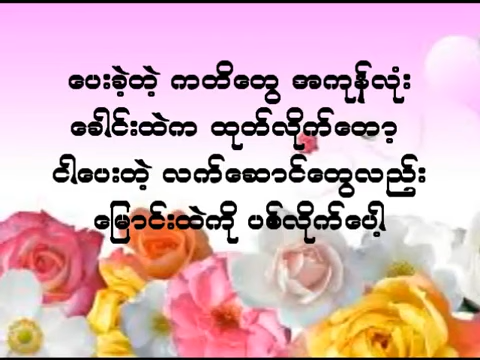 ပေးခဲ့တဲ့ ကတိတွေ အကုန်လုံး
ခေါင်းထဲက ထုတ်လိုက်တော့
ငါပေးတဲ့ လက်ဆောင်တွေလည်း
မြောင်းထဲကို ပစ်လိုက်ပေါ့